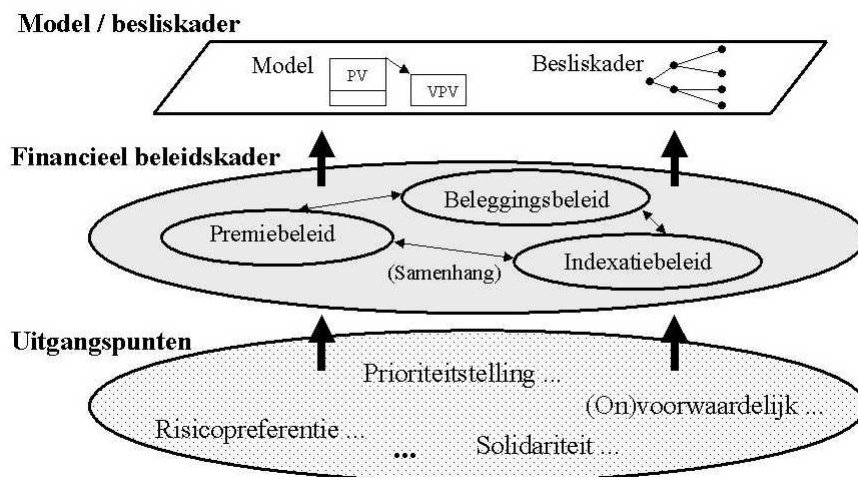 Model / besliskader
Model
PV
VPV
Besliskader
Financieel beleidskader
Beleggingsbeleid
Premiebeleid
(Samenhang)
Indexatiebeleid
Uitgangspunten
Prioriteitstelling ...
(On)voorwaardelijk ...
Risicopreferentie ...
...
Solidariteit ...